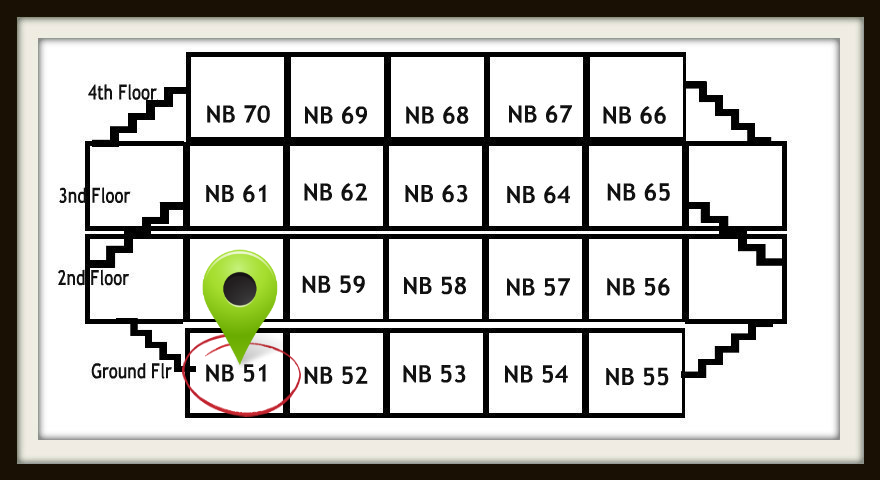 4th Floor
NB 70 NB 69 NB 68 NB 67 NB 66
3nd Floor
NB 61 NB 62 NB 63 NB 64 NB 65
2nd Floor
NB 59 NB 58 NB 57 NB 56
Ground Flr
NB 51 NB 52 NB 53 NB 54 NB 55